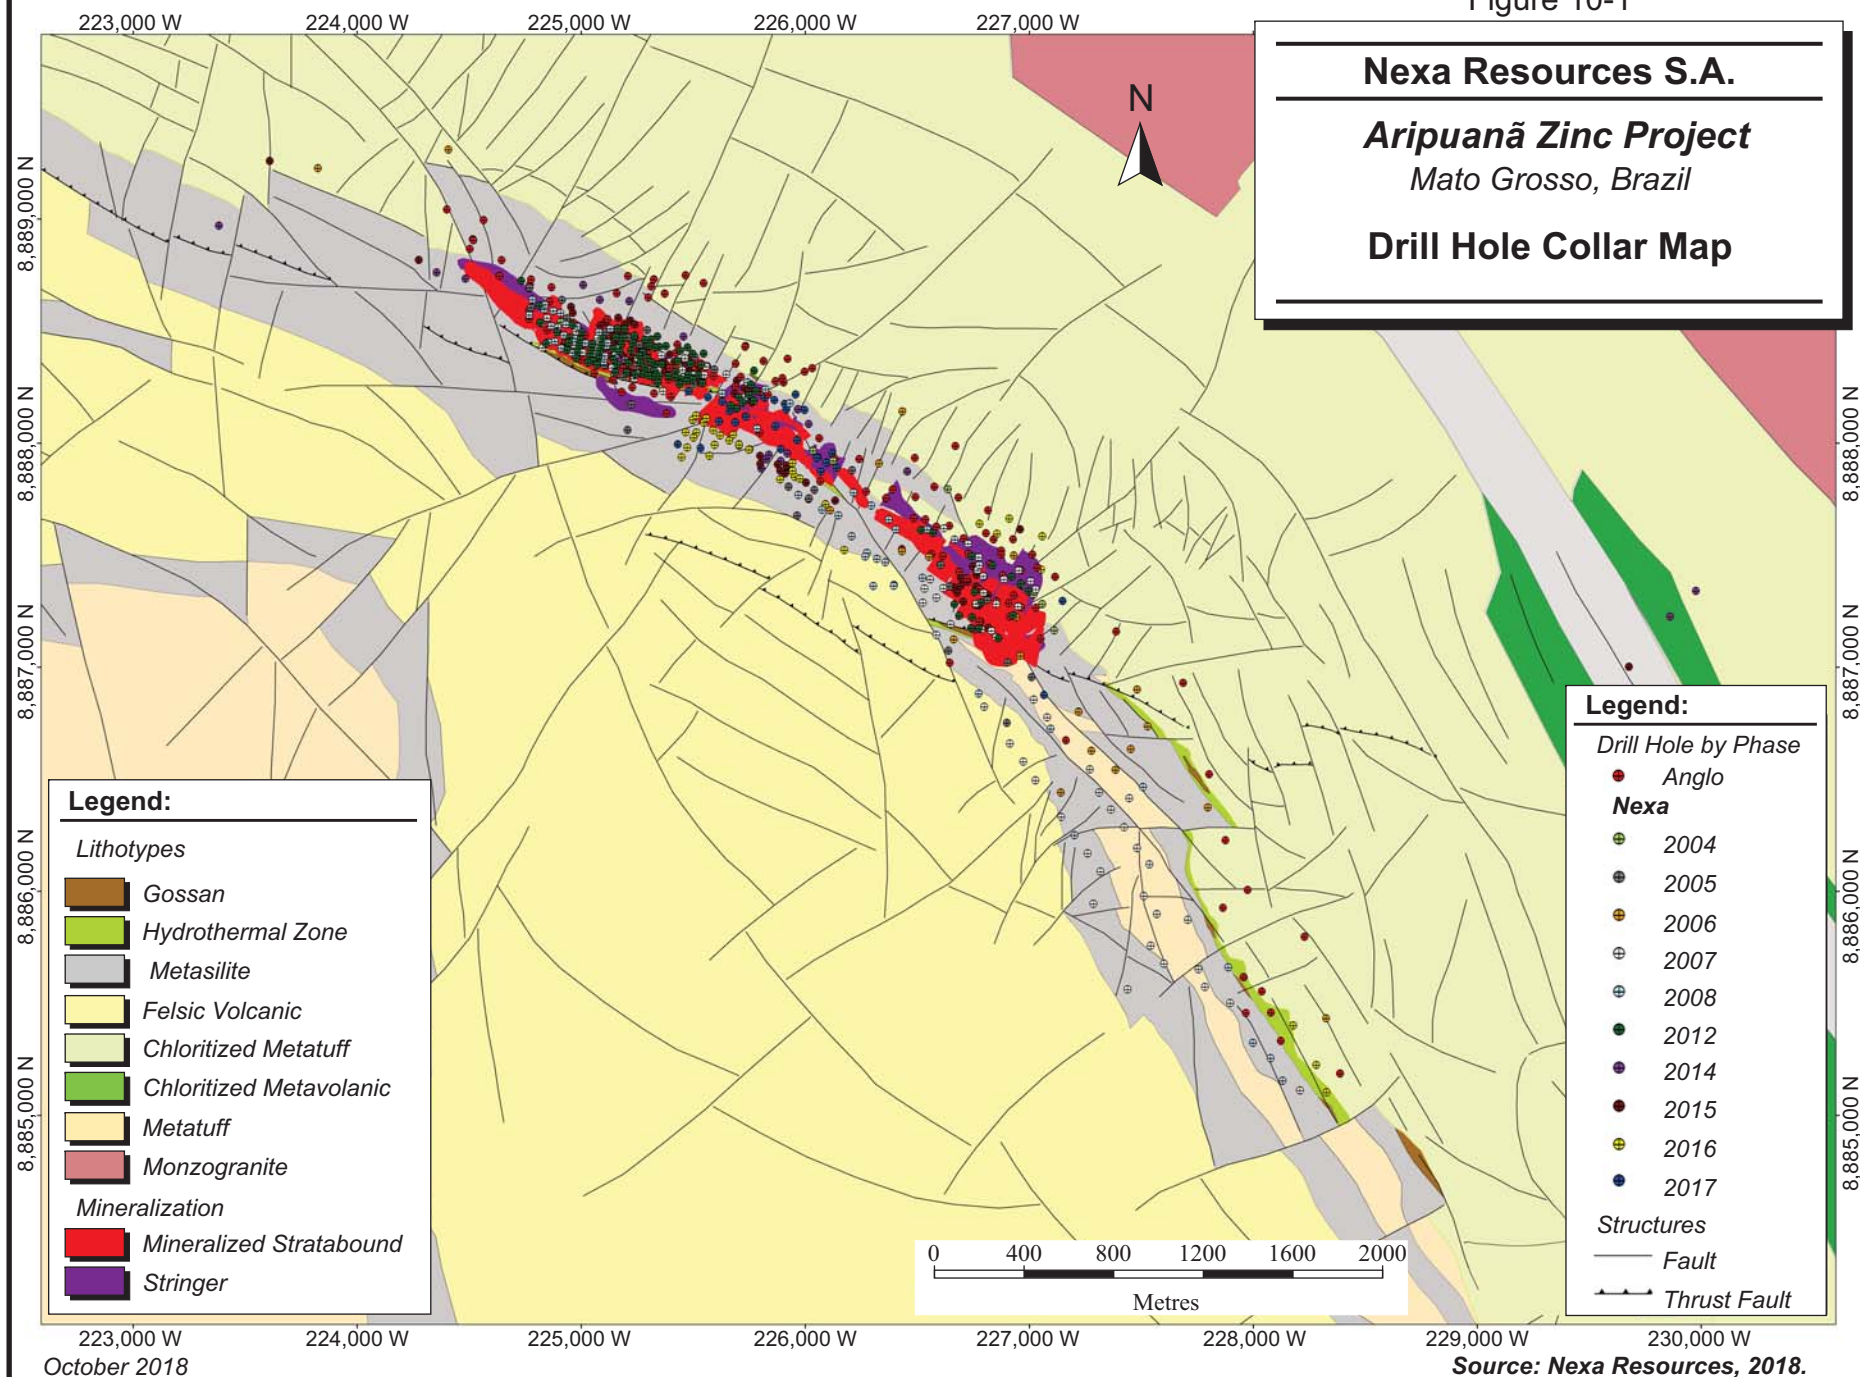 Figure 10-1
223,000 W 224,000 W 225,000 W 226,000 W 227,000 W
Nexa Resources S.A.
Aripuanã Zinc Project
Mato Grosso, Brazil
Drill Hole Collar Map
N
8,889,000 N
8,888,000 N
8,887,000 N
8,886,000 N
8,885,000 N
8,888,000 N
8,887,000 N
8,886,000 N
8,885,000 N
Legend:
Lithotypes
Gossan
Hydrothermal Zone
Metasilite
Felsic Volcanic
Chloritized Metatuff
Chloritized Metavolanic
Metatuff
Monzogranite
Mineralization
Mineralized Stratabound
Stringer
Legend:
Drill Hole by Phase
Anglo
Nexa
2004
2005
2006
2007
2008
2012
2014
2015
2016
2017
Structures
Fault
Thrust Fault
0 400 800 1200 1600 2000
Metres
223,000 W 224,000 W 225,000 W 226,000 W 227,000 W 228,000 W 229,000 W 230,000 W
October 2018
Source: Nexa Resources, 2018.